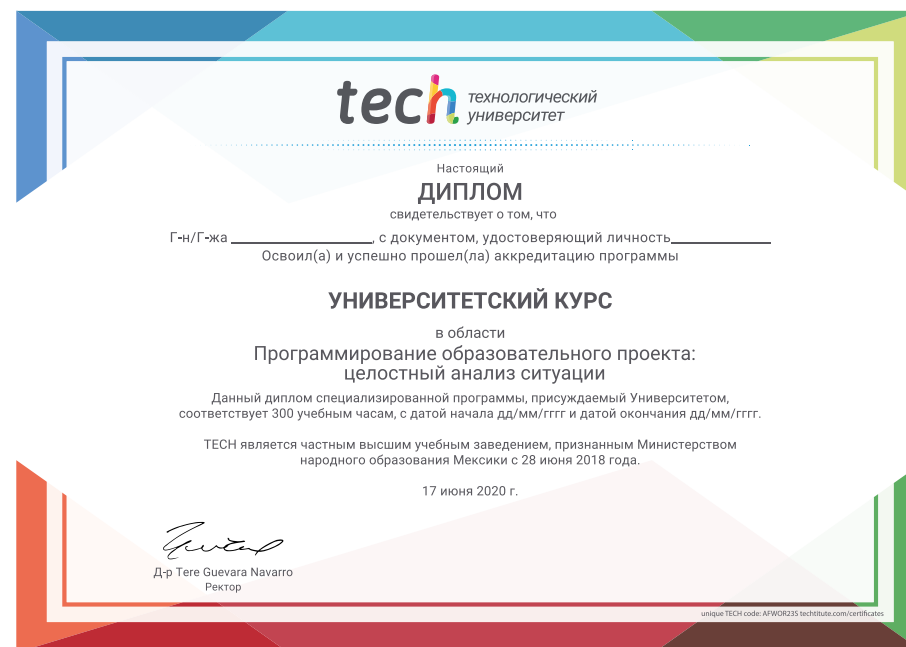 tech технологический
университет
Настоящий
ДИПЛОМ
свидетельствует о том, что
Г-н/Г-жа ____________________, с документом, удостоверяющий личность______________
Освоил(а) и успешно прошел(ла) аккредитацию программы
УНИВЕРСИТЕТСКИЙ КУРС
в области
Программирование образовательного проекта:
целостный анализ ситуации
Данный диплом специализированной программы, присуждаемый Университетом,
соответствует 300 учебным часам, с датой начала дд/мм/гггг и датой окончания дд/мм/гггг.
TECH является частным высшим учебным заведением, признанным Министерством
народного образования Мексики с 28 июня 2018 года.
17 июня 2020 г.
Д-р Tere Guevara Navarro
Ректор
unique TECH code: AFWOR23S techtitute.com/certificates